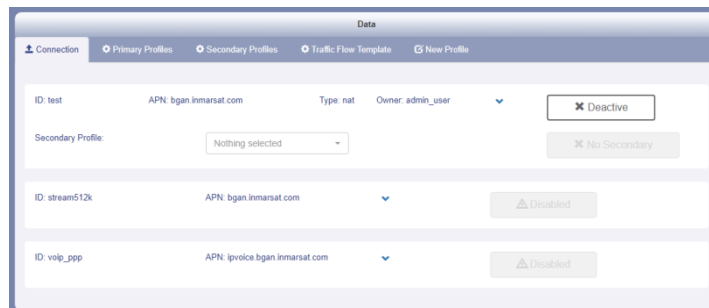 Data
Connection Primary Profiles Secondary Profiles Traffic Flow Template New Profile
ID: test APN: bgan.inmarsat.com Type: nat Owner: admin_user Deactive
Secondary Profile: Nothing selected No Secondary
ID: stream512k APN: bgan.inmarsat.com Disabled
ID: voip_ppp APN: ipvoice.bgan.inmarsat.com Disabled